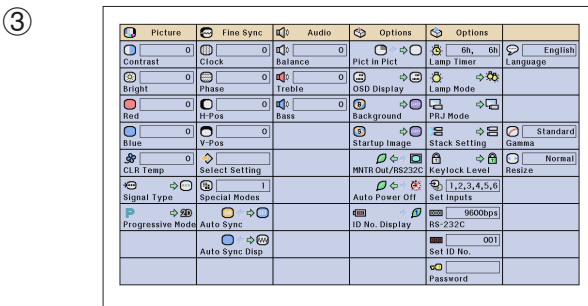 ③
Picture Fine Sync Audio Options Options
0 0 0 6h, 6h English
Contrast Clock Balance Pict in Pict Lamp Timer Language
0 0 0
Bright Phase Treble OSD Display Lamp Mode
0 0 0
Red H-Pos Bass Background PRJ Mode
0 0 Standard
Blue V-Pos Startup Image Stack Setting Gamma
0 Normal
CLR Temp Select Setting MNTR Out/RS232C Keylock Level Resize
1 1,2,3,4,5,6
Signal Type Special Modes Auto Power Off Set Inputs
P 2D 9600bps
Progressive Mode Auto Sync ID No. Display RS-232C
001
Auto Sync Disp Set ID No.
Password